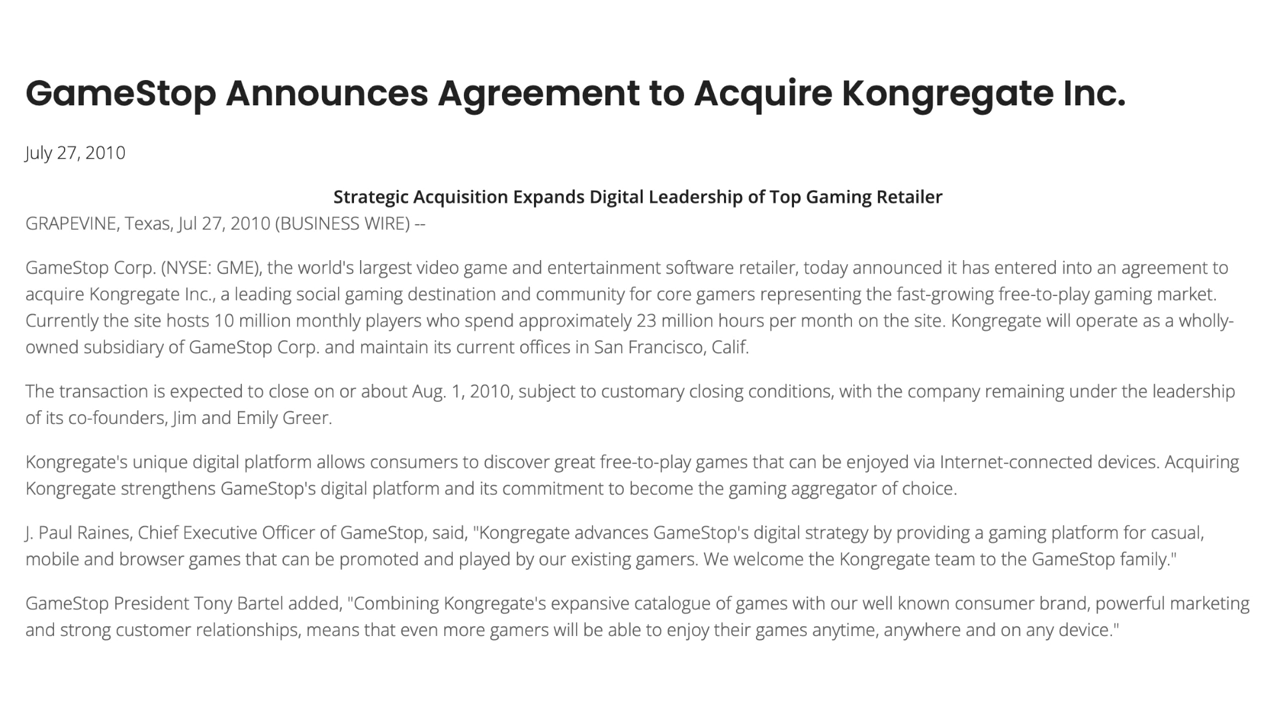 GameStop Announces Agreement to Acquire Kongregate Inc.
July 27, 2010
Strategic Acquisition Expands Digital Leadership of Top Gaming Retailer
GRAPEVINE, Texas, Jul 27, 2010 (BUSINESS WIRE) --
GameStop Corp. (NYSE: GME), the world's largest video game and entertainment software retailer, today announced it has entered into an agreement to
acquire Kongregate Inc., a leading social gaming destination and community for core gamers representing the fast-growing free-to-play gaming market.
Currently the site hosts 10 million monthly players who spend approximately 23 million hours per month on the site. Kongregate will operate as a wholly-
owned subsidiary of GameStop Corp. and maintain its current offices in San Francisco, Calif.
The transaction is expected to close on or about Aug. 1, 2010, subject to customary closing conditions, with the company remaining under the leadership
of its co-founders, Jim and Emily Greer.
Kongregate's unique digital platform allows consumers to discover great free-to-play games that can be enjoyed via Internet-connected devices. Acquiring
Kongregate strengthens GameStop's digital platform and its commitment to become the gaming aggregator of choice.
J. Paul Raines, Chief Executive Officer of GameStop, said, "Kongregate advances GameStop's digital strategy by providing a gaming platform for casual,
mobile and browser games that can be promoted and played by our existing gamers. We welcome the Kongregate team to the GameStop family."
GameStop President Tony Bartel added, "Combining Kongregate's expansive catalogue of games with our well known consumer brand, powerful marketing
and strong customer relationships, means that even more gamers will be able to enjoy their games anytime, anywhere and on any device."